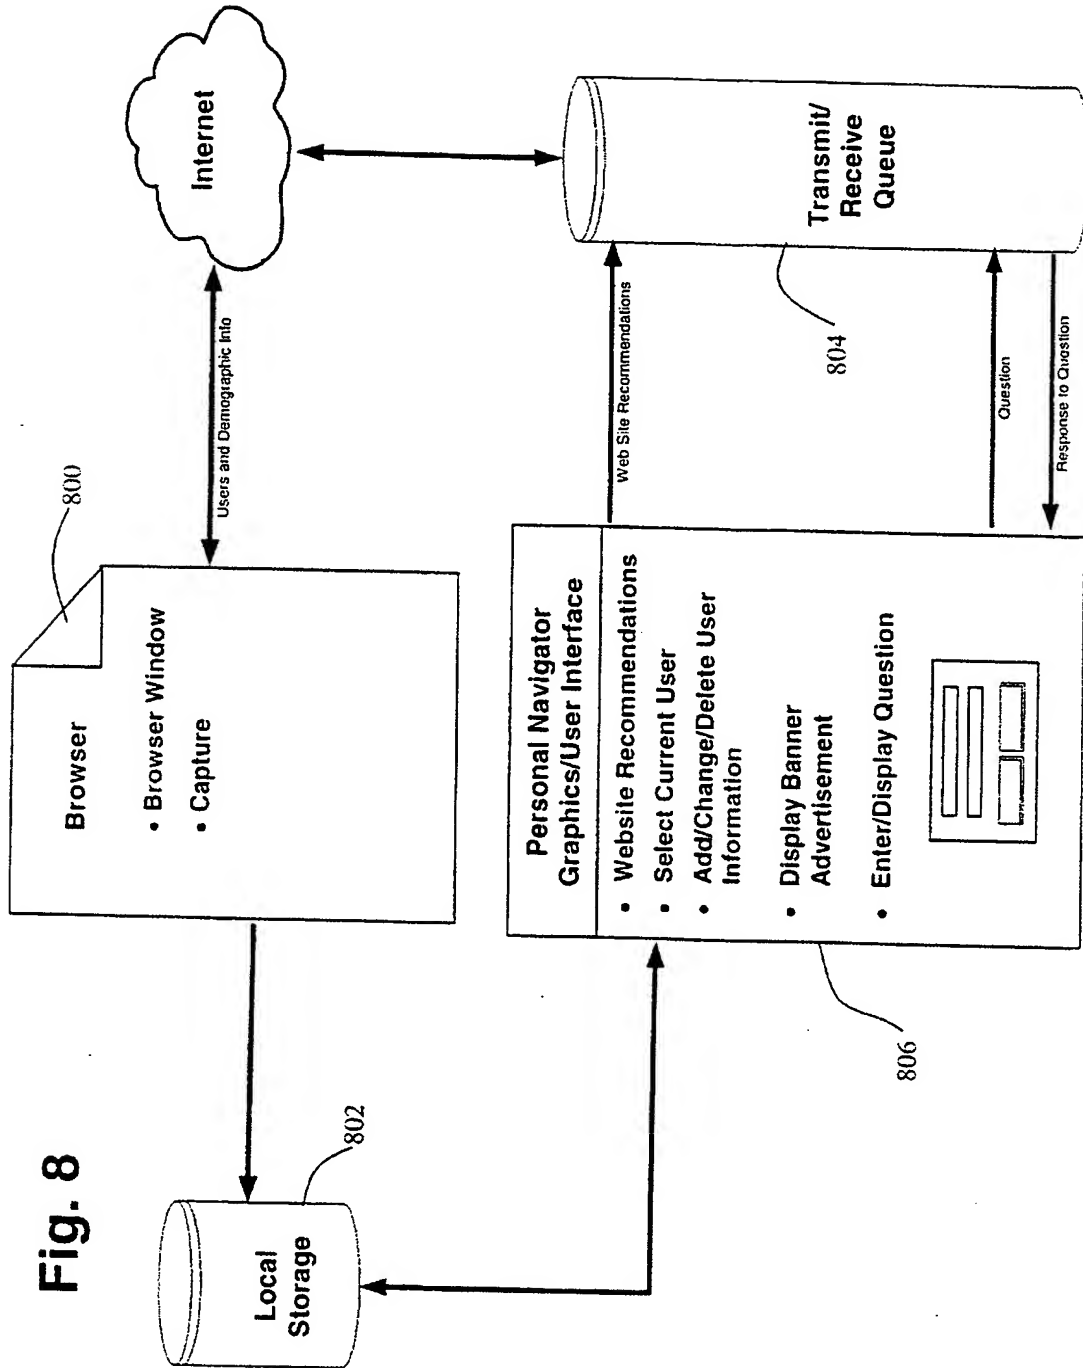 Fig. 8
Local
Storage
802
Browser
• Browser Window
• Capture
800
Users and Demographic Info
Internet
Personal Navigator
Graphics/User Interface
• Website Recommendations
• Select Current User
• Add/Change/Delete User
Information
• Display Banner
Advertisement
• Enter/Display Question
806
Web Site Recommendations
Question
Response to Question
Transmit/
Receive
Queue
804